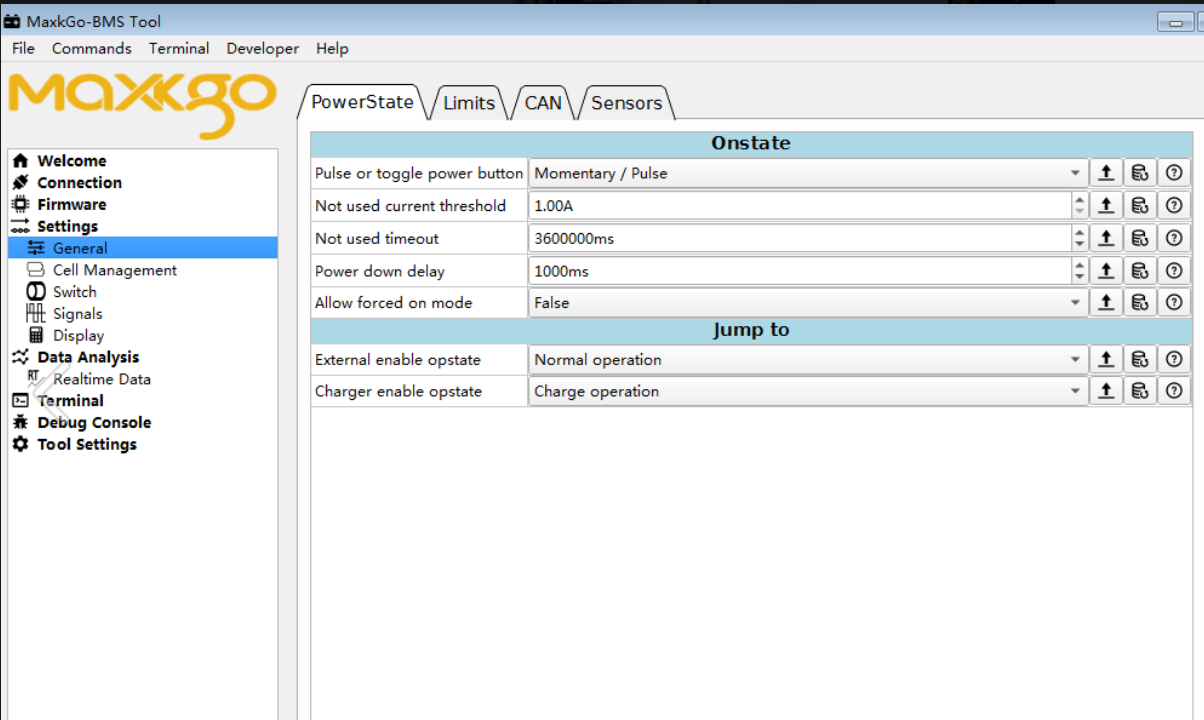 MaxkGo-BMS Tool
File Commands Terminal Developer Help
Maxkgo
PowerState Limits CAN Sensors
Welcome
Connection
Firmware
Settings
General
Cell Management
Switch
Signals
Display
Data Analysis
RT Realtime Data
Terminal
Debug Console
Tool Settings
Onstate
Pulse or toggle power button Momentary / Pulse
Not used current threshold 1.00A
Not used timeout 3600000ms
Power down delay 1000ms
Allow forced on mode False
Jump to
External enable opstate Normal operation
Charger enable opstate Charge operation